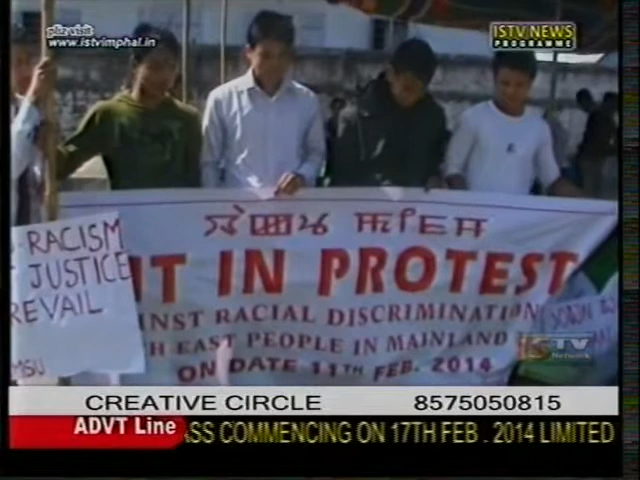 plz visit
www.istvimphal.in
ISTV NEWS
PROGRAMME
RACISM
JUSTICE
REVAIL
MSU
IT IN PROTEST
INST RACIAL DISCRIMINATION
H EAST PEOPLE IN MAINLAND
ON DATE 11TH FEB. 2014
ISTV
Network
CREATIVE CIRCLE 8575050815
ADVT Line ASS COMMENCING ON 17TH FEB . 2014 LIMITED